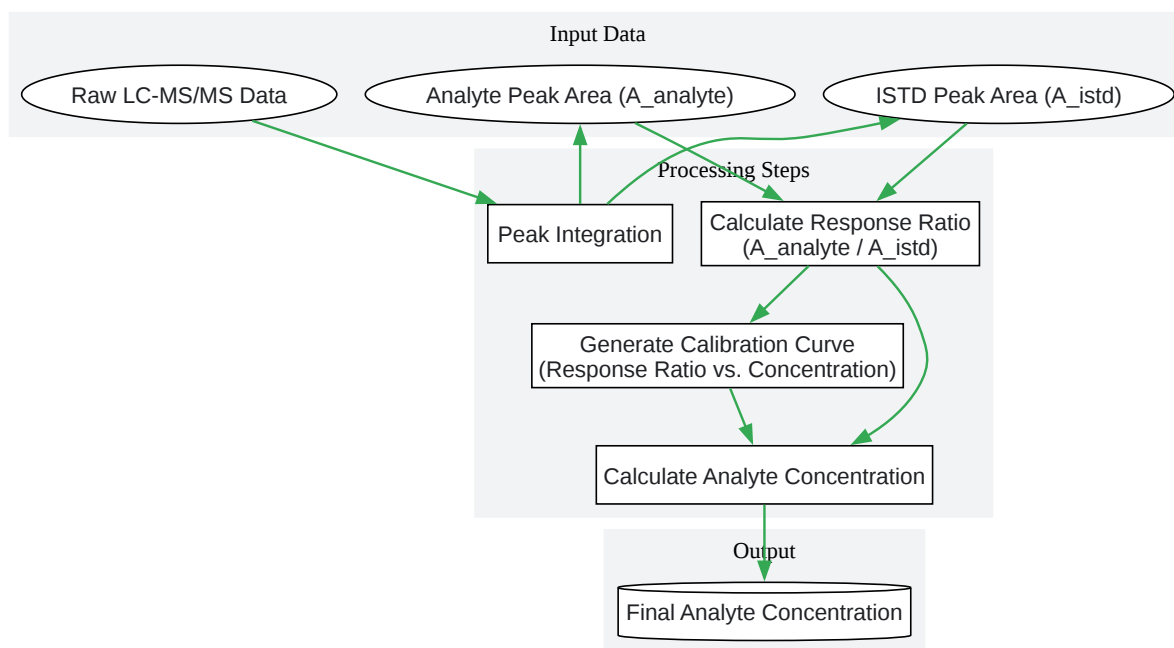 Input Data
Raw LC-MS/MS Data
Analyte Peak Area (A_analyte)
ISTD Peak Area (A_istd)
Processing Steps
Peak Integration
Calculate Response Ratio
(A_analyte / A_istd)
Generate Calibration Curve
(Response Ratio vs. Concentration)
Calculate Analyte Concentration
Output
Final Analyte Concentration